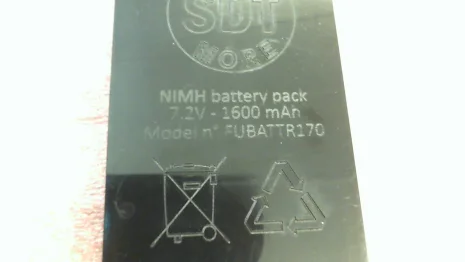 SDT
MORE
NiMH battery pack
7.2V - 1600 mAh
Model n° FUBATTR170